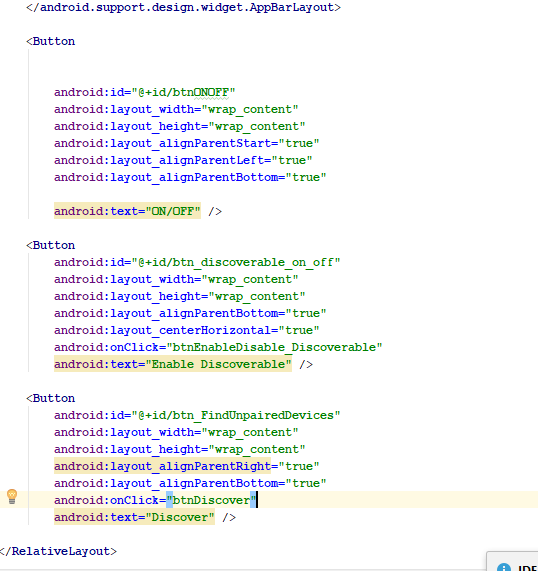 </android.support.design.widget.AppBarLayout>
<Button
android:id="@+id/btnONOFF"
android:layout_width="wrap_content"
android:layout_height="wrap_content"
android:layout_alignParentStart="true"
android:layout_alignParentLeft="true"
android:layout_alignParentBottom="true"
android:text="ON/OFF" />
<Button
android:id="@+id/btn_discoverable_on_off"
android:layout_width="wrap_content"
android:layout_height="wrap_content"
android:layout_alignParentBottom="true"
android:layout_centerHorizontal="true"
android:onClick="btnEnableDisable_Discoverable"
android:text="Enable Discoverable" />
<Button
android:id="@+id/btn_FindUnpairedDevices"
android:layout_width="wrap_content"
android:layout_height="wrap_content"
android:layout_alignParentRight="true"
android:layout_alignParentBottom="true"
android:onClick="btnDiscover"
android:text="Discover" />
</RelativeLayout>